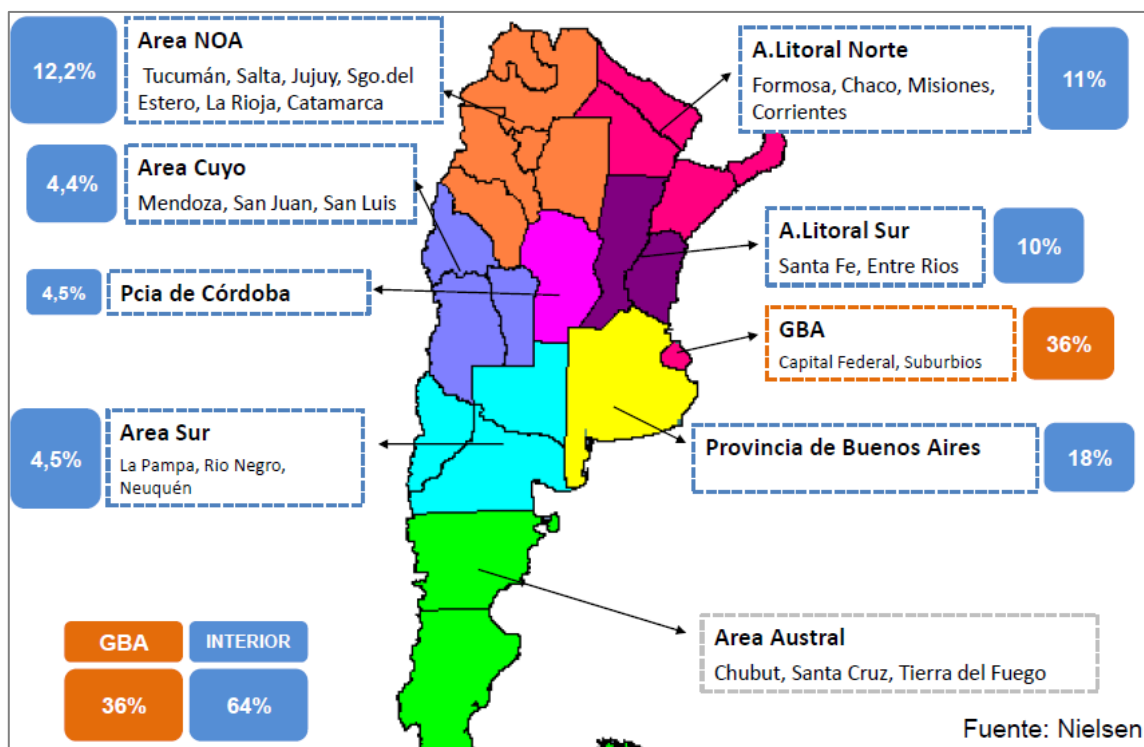 12,2%
Area NOA
Tucumán, Salta, Jujuy, Sgo.del
Estero, La Rioja, Catamarca
4,4%
Area Cuyo
Mendoza, San Juan, San Luis
4,5%
Pcia de Córdoba
4,5%
Area Sur
La Pampa, Rio Negro,
Neuquén
A.Litoral Norte
Formosa, Chaco, Misiones,
Corrientes
11%
A.Litoral Sur
Santa Fe, Entre Rios
10%
GBA
Capital Federal, Suburbios
36%
Provincia de Buenos Aires
18%
Area Austral
Chubut, Santa Cruz, Tierra del Fuego
GBA
INTERIOR
36%
64%
Fuente: Nielsen